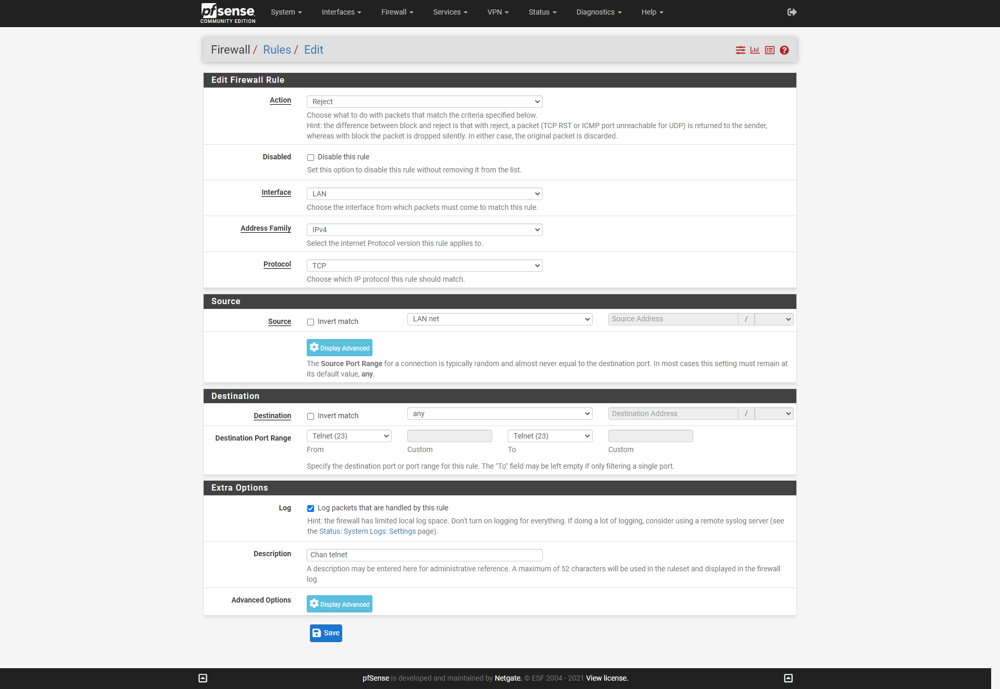 pfsense
COMMUNITY EDITION
System Interfaces Firewall Services VPN Status Diagnostics Help
Firewall / Rules / Edit
Edit Firewall Rule
Action
Reject
Choose what to do with packets that match the criteria specified below.
Hint: the difference between block and reject is that with reject, a packet (TCP RST or ICMP port unreachable for UDP) is returned to the sender,
whereas with block the packet is dropped silently. In either case, the original packet is discarded.
Disabled
Disable this rule
Set this option to disable this rule without removing it from the list.
Interface
LAN
Choose the interface from which packets must come to match this rule.
Address Family
IPv4
Select the Internet Protocol version this rule applies to.
Protocol
TCP
Choose which IP protocol this rule should match.
Source
Source Invert match LAN net Source Address /
Display Advanced
The Source Port Range for a connection is typically random and almost never equal to the destination port. In most cases this setting must remain at
its default value, any.
Destination
Destination Invert match any Destination Address /
Destination Port Range Telnet (23) Telnet (23)
From Custom To Custom
Specify the destination port or port range for this rule. The "To" field may be left empty if only filtering a single port.
Extra Options
Log
Log packets that are handled by this rule
Hint: the firewall has limited local log space. Don't turn on logging for everything. If doing a lot of logging, consider using a remote syslog server (see
the Status: System Logs: Settings page).
Description
Chan telnet
A description may be entered here for administrative reference. A maximum of 52 characters will be used in the ruleset and displayed in the firewall
log.
Advanced Options
Display Advanced
Save
pfSense is developed and maintained by Netgate. © ESF 2004 - 2021 View license.